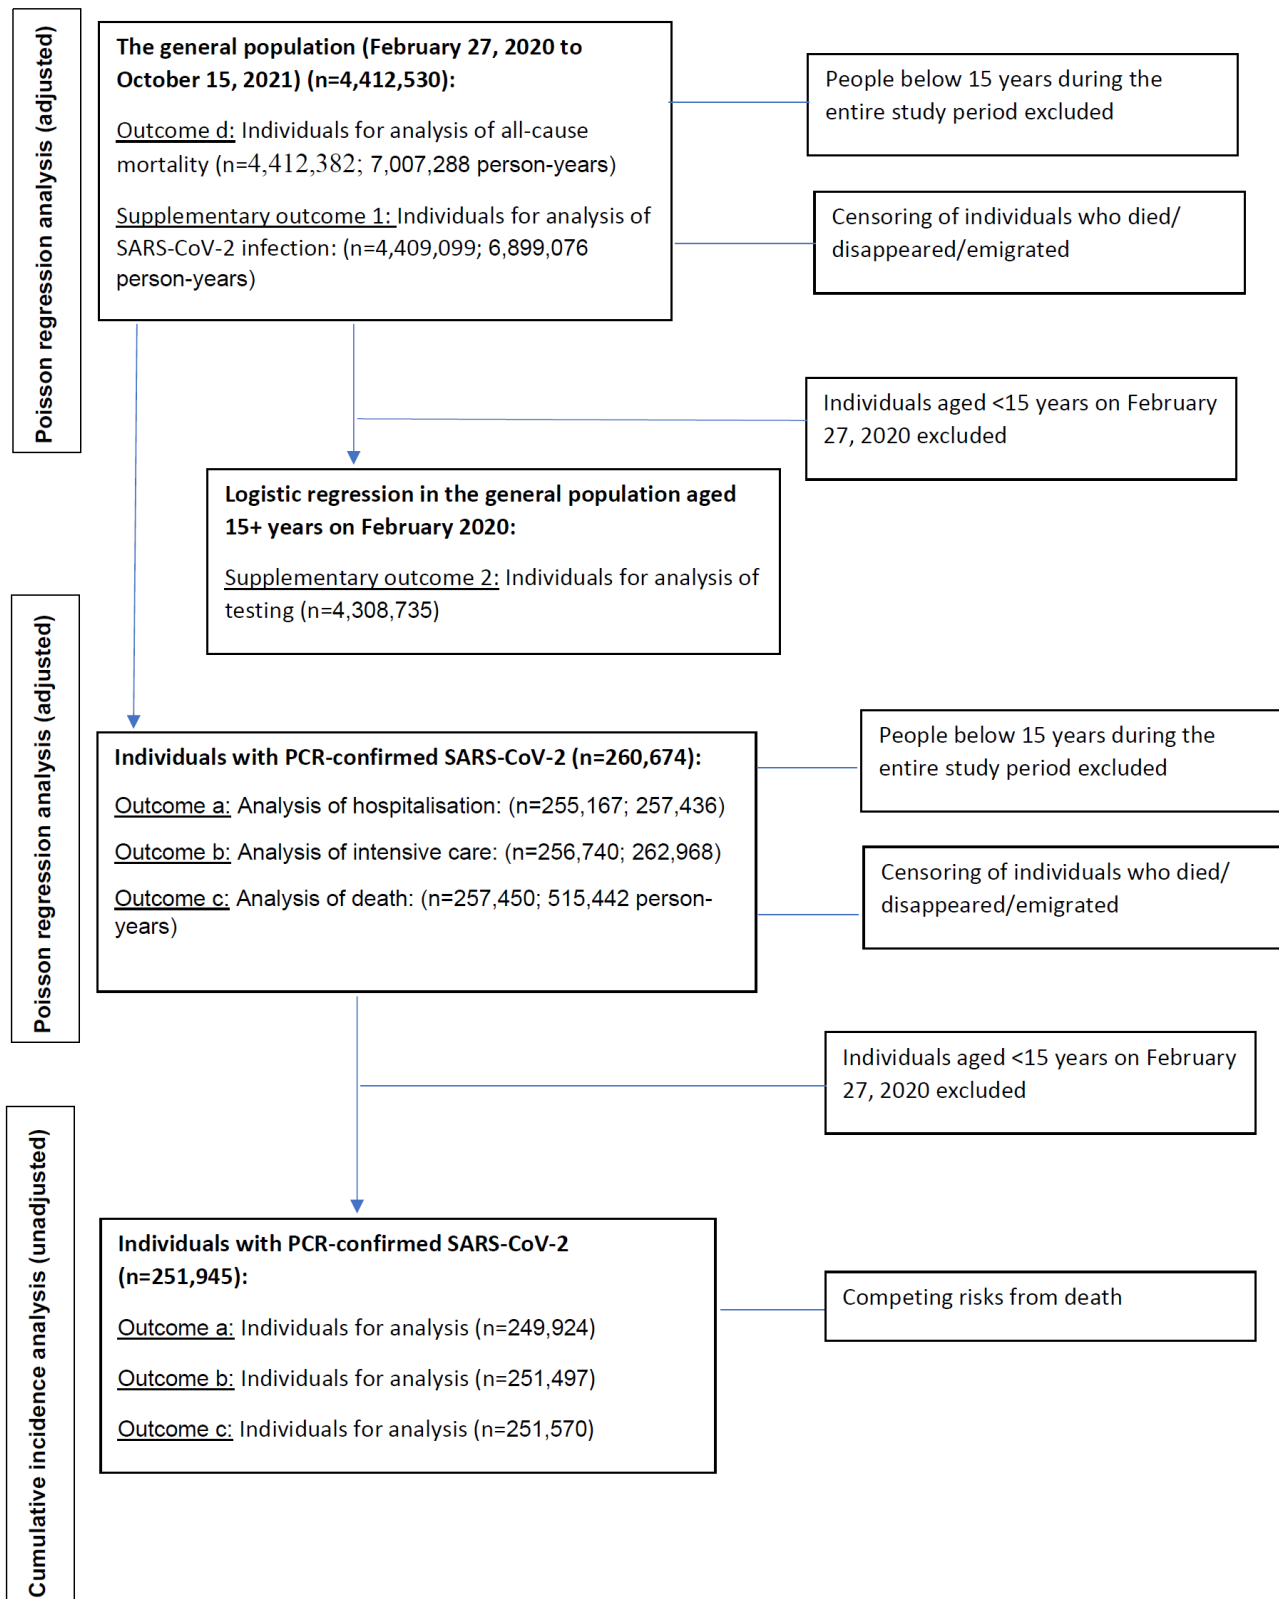 Poisson regression analysis (adjusted)
The general population (February 27, 2020 to
October 15, 2021) (n=4,412,530):
Outcome d: Individuals for analysis of all-cause
mortality (n=4,412,382; 7,007,288 person-years)
Supplementary outcome 1: Individuals for analysis of
SARS-CoV-2 infection: (n=4,409,099; 6,899,076
person-years)
People below 15 years during the
entire study period excluded
Censoring of individuals who died/
disappeared/emigrated
Individuals aged <15 years on February
27, 2020 excluded
Logistic regression in the general population aged
15+ years on February 2020:
Supplementary outcome 2: Individuals for analysis of
testing (n=4,308,735)
Poisson regression analysis (adjusted)
Individuals with PCR-confirmed SARS-CoV-2 (n=260,674):
Outcome a: Analysis of hospitalisation: (n=255,167; 257,436)
Outcome b: Analysis of intensive care: (n=256,740; 262,968)
Outcome c: Analysis of death: (n=257,450; 515,442 person-
years)
People below 15 years during the
entire study period excluded
Censoring of individuals who died/
disappeared/emigrated
Individuals aged <15 years on February
27, 2020 excluded
Cumulative incidence analysis (unadjusted)
Individuals with PCR-confirmed SARS-CoV-2
(n=251,945):
Outcome a: Individuals for analysis (n=249,924)
Outcome b: Individuals for analysis (n=251,497)
Outcome c: Individuals for analysis (n=251,570)
Competing risks from death